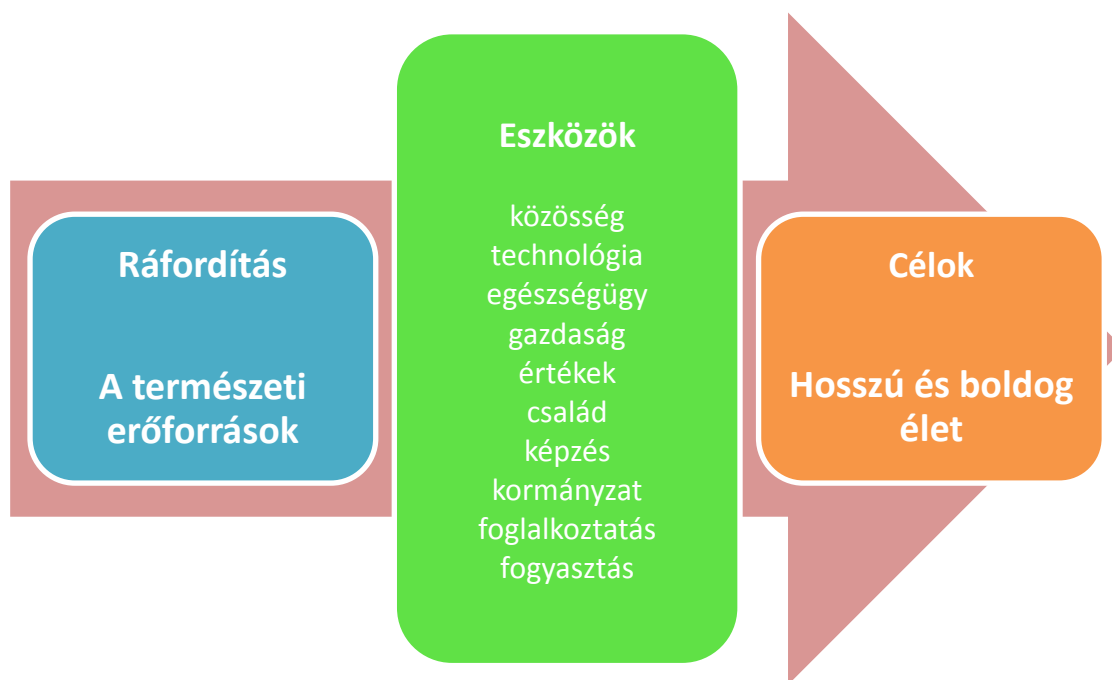 Ráfordítás
A természeti
erőforrások
Eszközök
közösség
technológia
egészségügy
gazdaság
értékek
család
képzés
kormányzat
foglalkoztatás
fogyasztás
Célok
Hosszú és boldog
élet